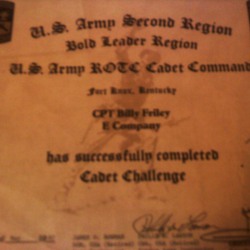 U.S. Army Second Region
Bold Leader Region
U.S. Army ROTC Cadet Command
Fort Knox, Kentucky
CPT Billy Friley
E Company
has successfully completed
Cadet Challenge